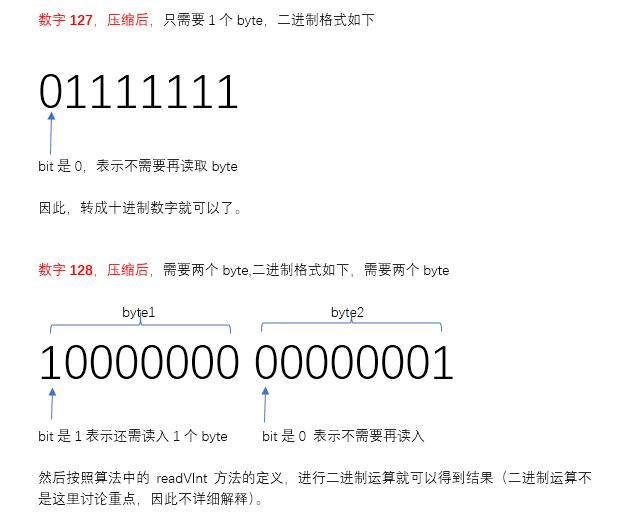 数字 127，压缩后，只需要 1 个 byte，二进制格式如下
01111111
bit 是 0，表示不需要再读取 byte
因此，转成十进制数字就可以了。
数字 128，压缩后，需要两个 byte,二进制格式如下，需要两个 byte
byte1 byte2
10000000 00000001
bit 是 1 表示还需读入 1 个 byte bit 是 0 表示不需要再读入
然后按照算法中的 readVInt 方法的定义，进行二进制运算就可以得到结果（二进制运算不
是这里讨论重点，因此不详细解释）。